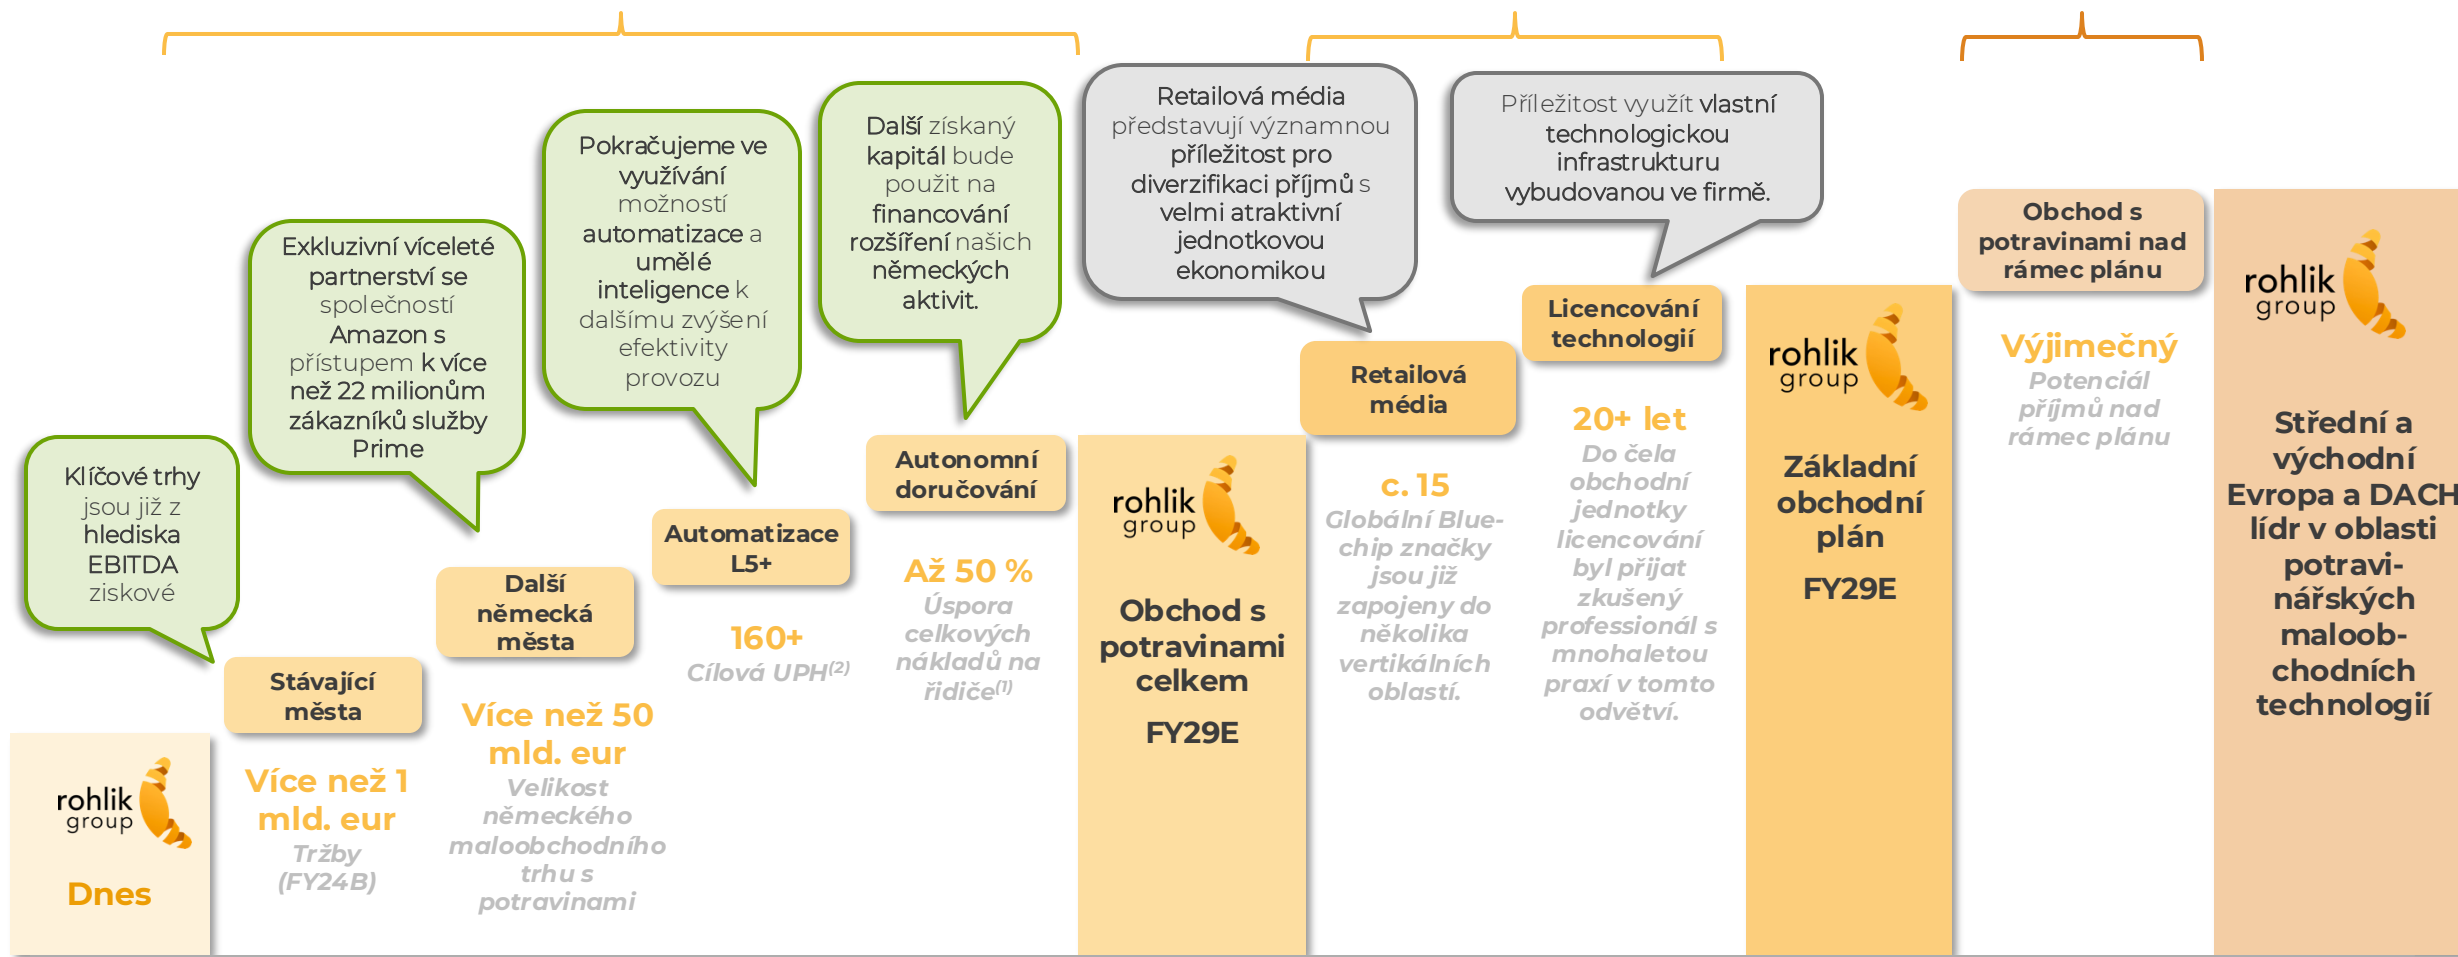 Klíčové trhy
jsou již z
hlediska
EBITDA
ziskové
rohlik
group
Dnes
Exkluzivní víceleté
partnerství se
společností
Amazon s
přístupem k více
než 22 milionům
zákazníků služby
Prime
Stávající
města
Více než 1
mld. eur
Tržby
(FY24B)
Pokračujeme ve
využívání
možností
automatizace a
umělé
inteligence k
dalšímu zvýšení
efektivity
provozu
Další
německá
města
Více než 50
mld. eur
Velikost
německého
maloobchodního
trhu s
potravinami
Další získaný
kapitál bude
použit na
financování
rozšíření našich
německých
aktivit.
Automatizace
L5+
160+
Cílová UPH(2)
Autonomní
doručování
Až 50 %
Úspora
celkových
nákladů na
řidiče(1)
rohlik
group
Obchod s
potravinami
celkem
FY29E
Retailová média
představují významnou
příležitost pro
diverzifikaci příjmů s
velmi atraktivní
jednotkovou
ekonomikou
Retailová
média
c. 15
Globální Blue-
chip značky
jsou již
zapojeny do
několika
vertikálních
oblastí.
Příležitost využít vlastní
technologickou
infrastrukturu
vybudovanou ve firmě.
Licencování
technologií
20+ let
Do čela
obchodní
jednotky
licencování
byl přijat
zkušený
professionál s
mnohaletou
praxí v tomto
odvětví.
rohlik
group
Základní
obchodní
plán
FY29E
Obchod s
potravinami nad
rámec plánu
Výjimečný
Potenciál
příjmů nad
rámec plánu
rohlik
group
Střední a
východní
Evropa a DACH
lídr v oblasti
potravi-
nářských
maloob-
chodních
technologií